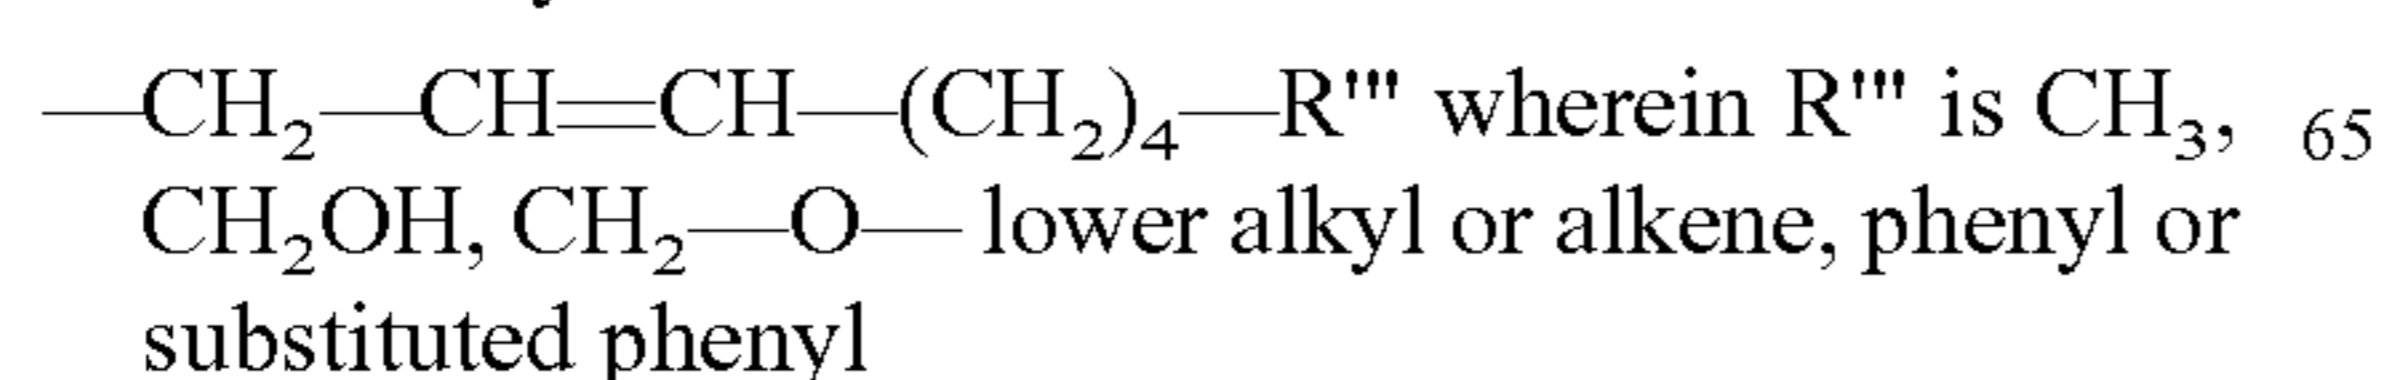 —CH₂—CH═CH—(CH₂)₄—R''' wherein R''' is CH₃, 65
CH₂OH, CH₂—O— lower alkyl or alkene, phenyl or
substituted phenyl